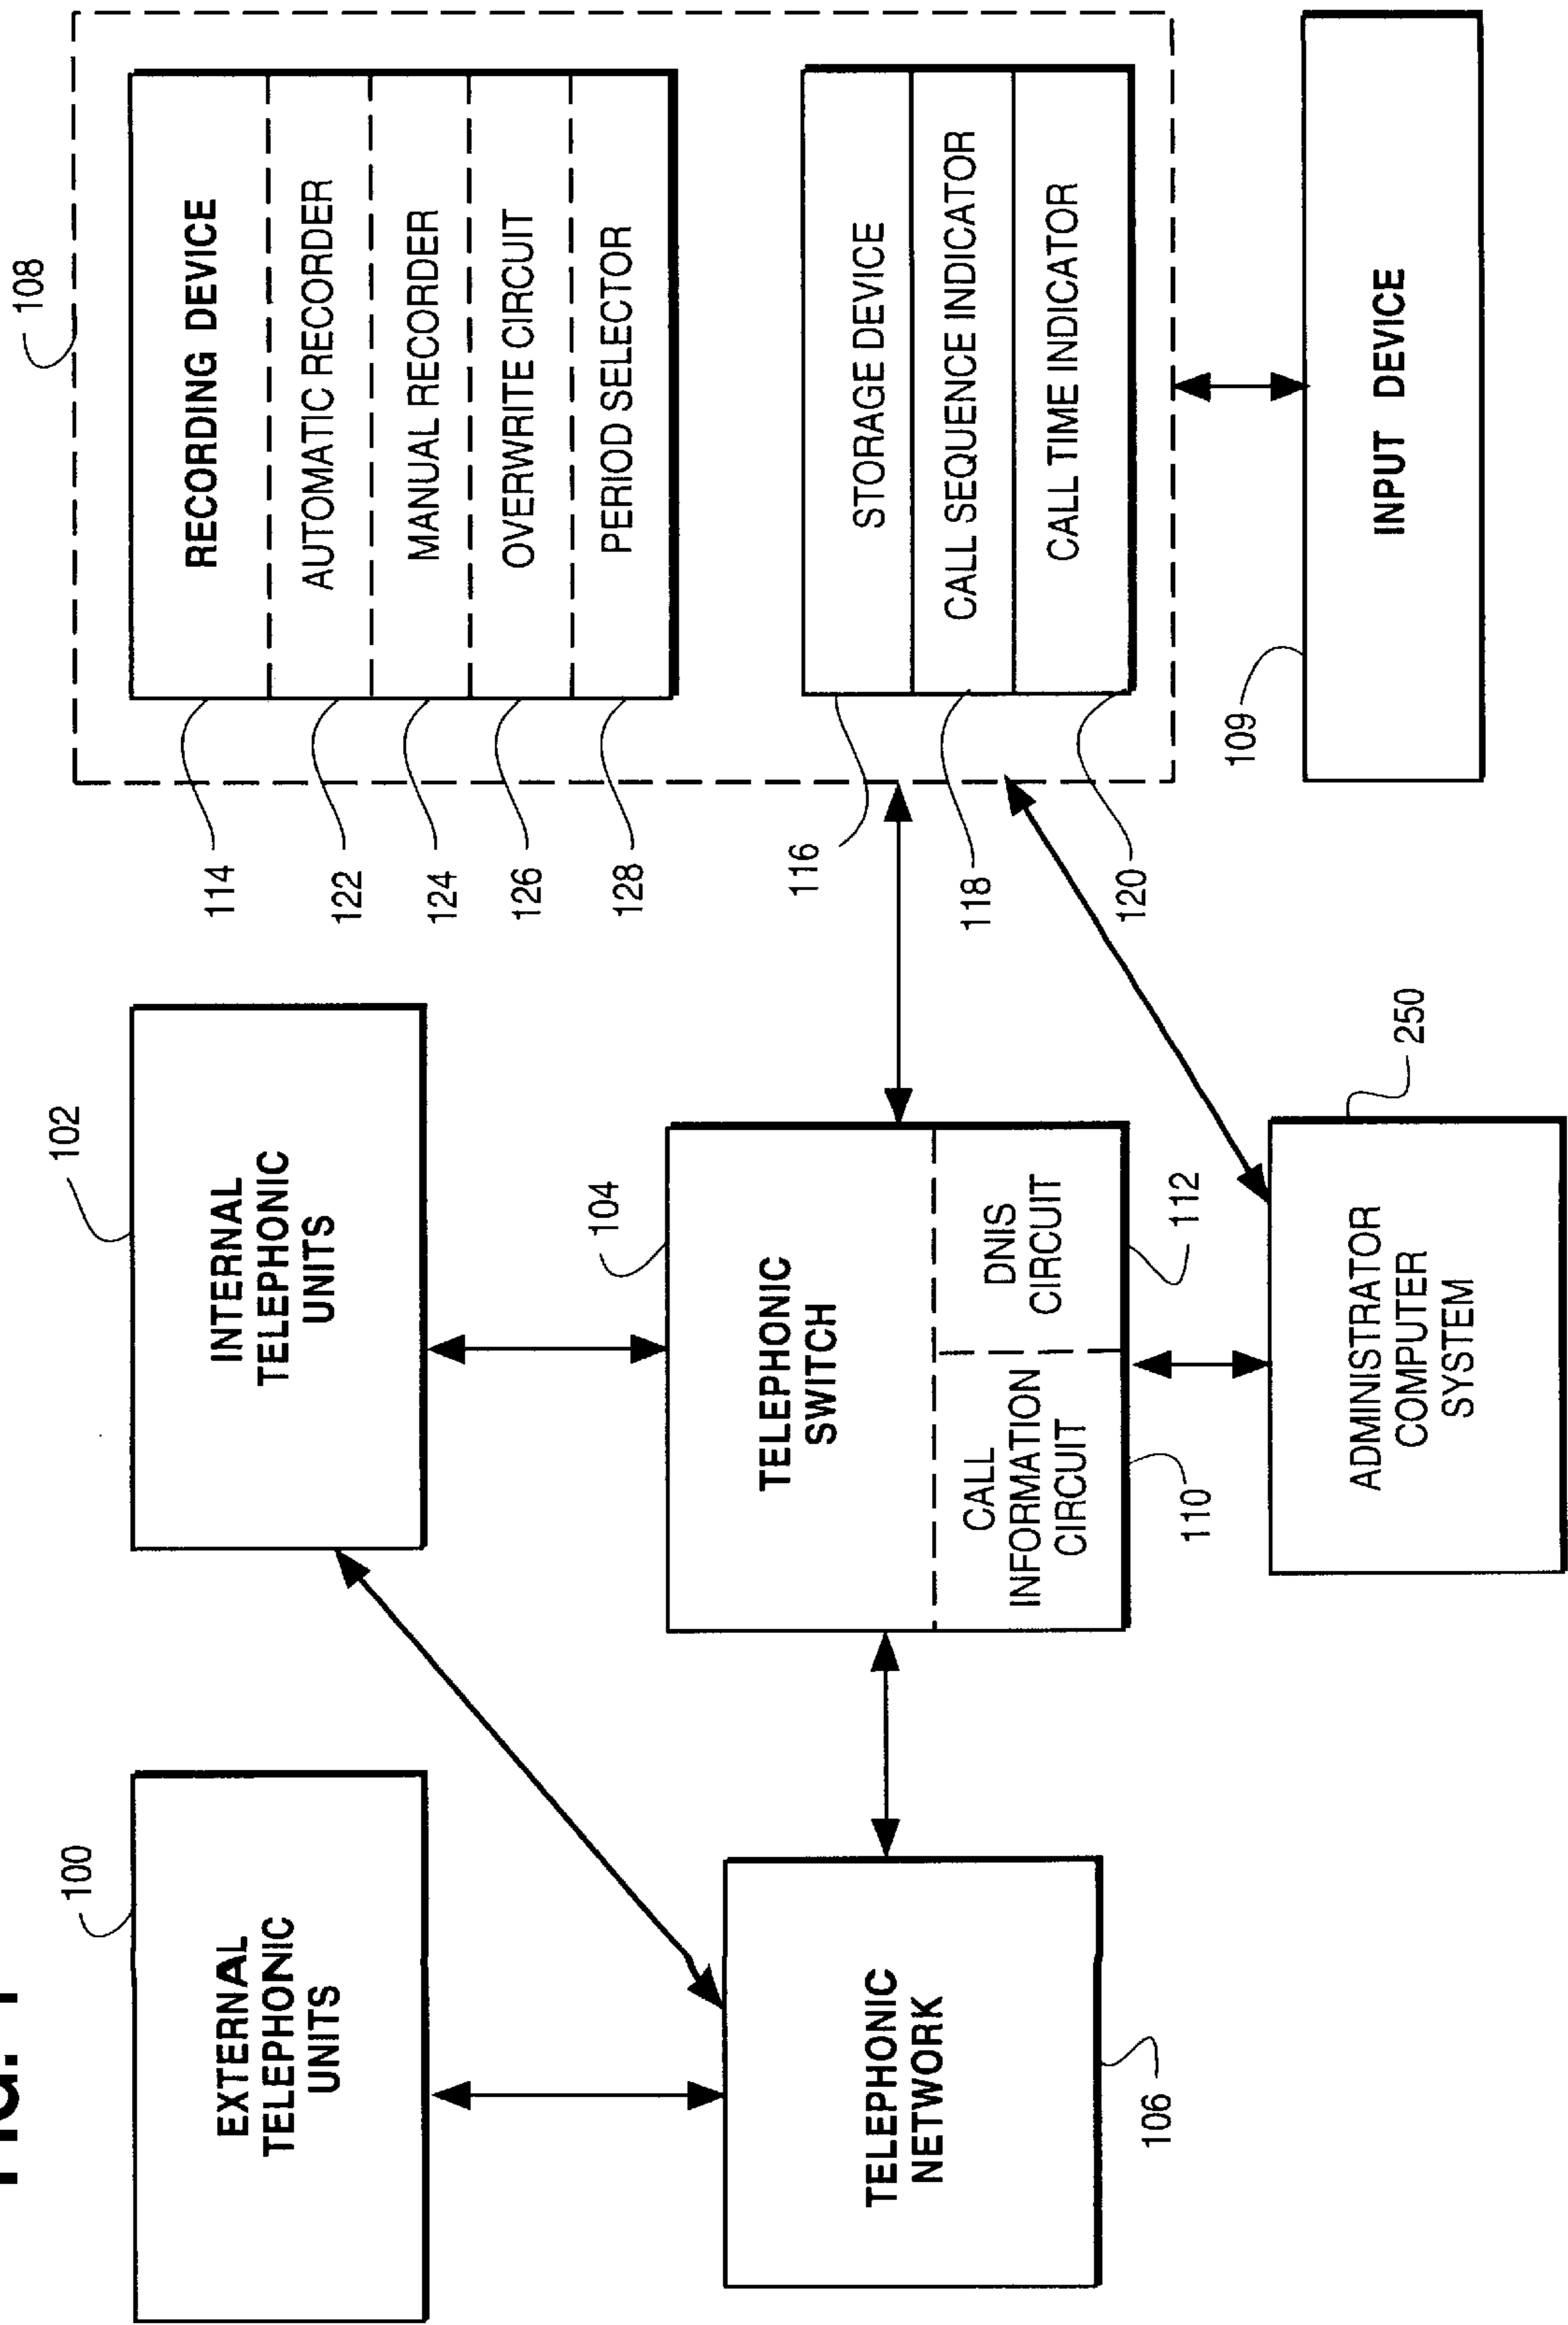 FIG. 1
100
EXTERNAL
TELEPHONIC
UNITS
102
INTERNAL
TELEPHONIC
UNITS
108
RECORDING DEVICE
AUTOMATIC RECORDER
MANUAL RECORDER
OVERWRITE CIRCUIT
PERIOD SELECTOR
114
122
124
126
128
104
TELEPHONIC
SWITCH
CALL
INFORMATION
CIRCUIT
DNIS
CIRCUIT
110
112
116
118
120
STORAGE DEVICE
CALL SEQUENCE INDICATOR
CALL TIME INDICATOR
TELEPHONIC
NETWORK
106
250
ADMINISTRATOR
COMPUTER
SYSTEM
109
INPUT DEVICE